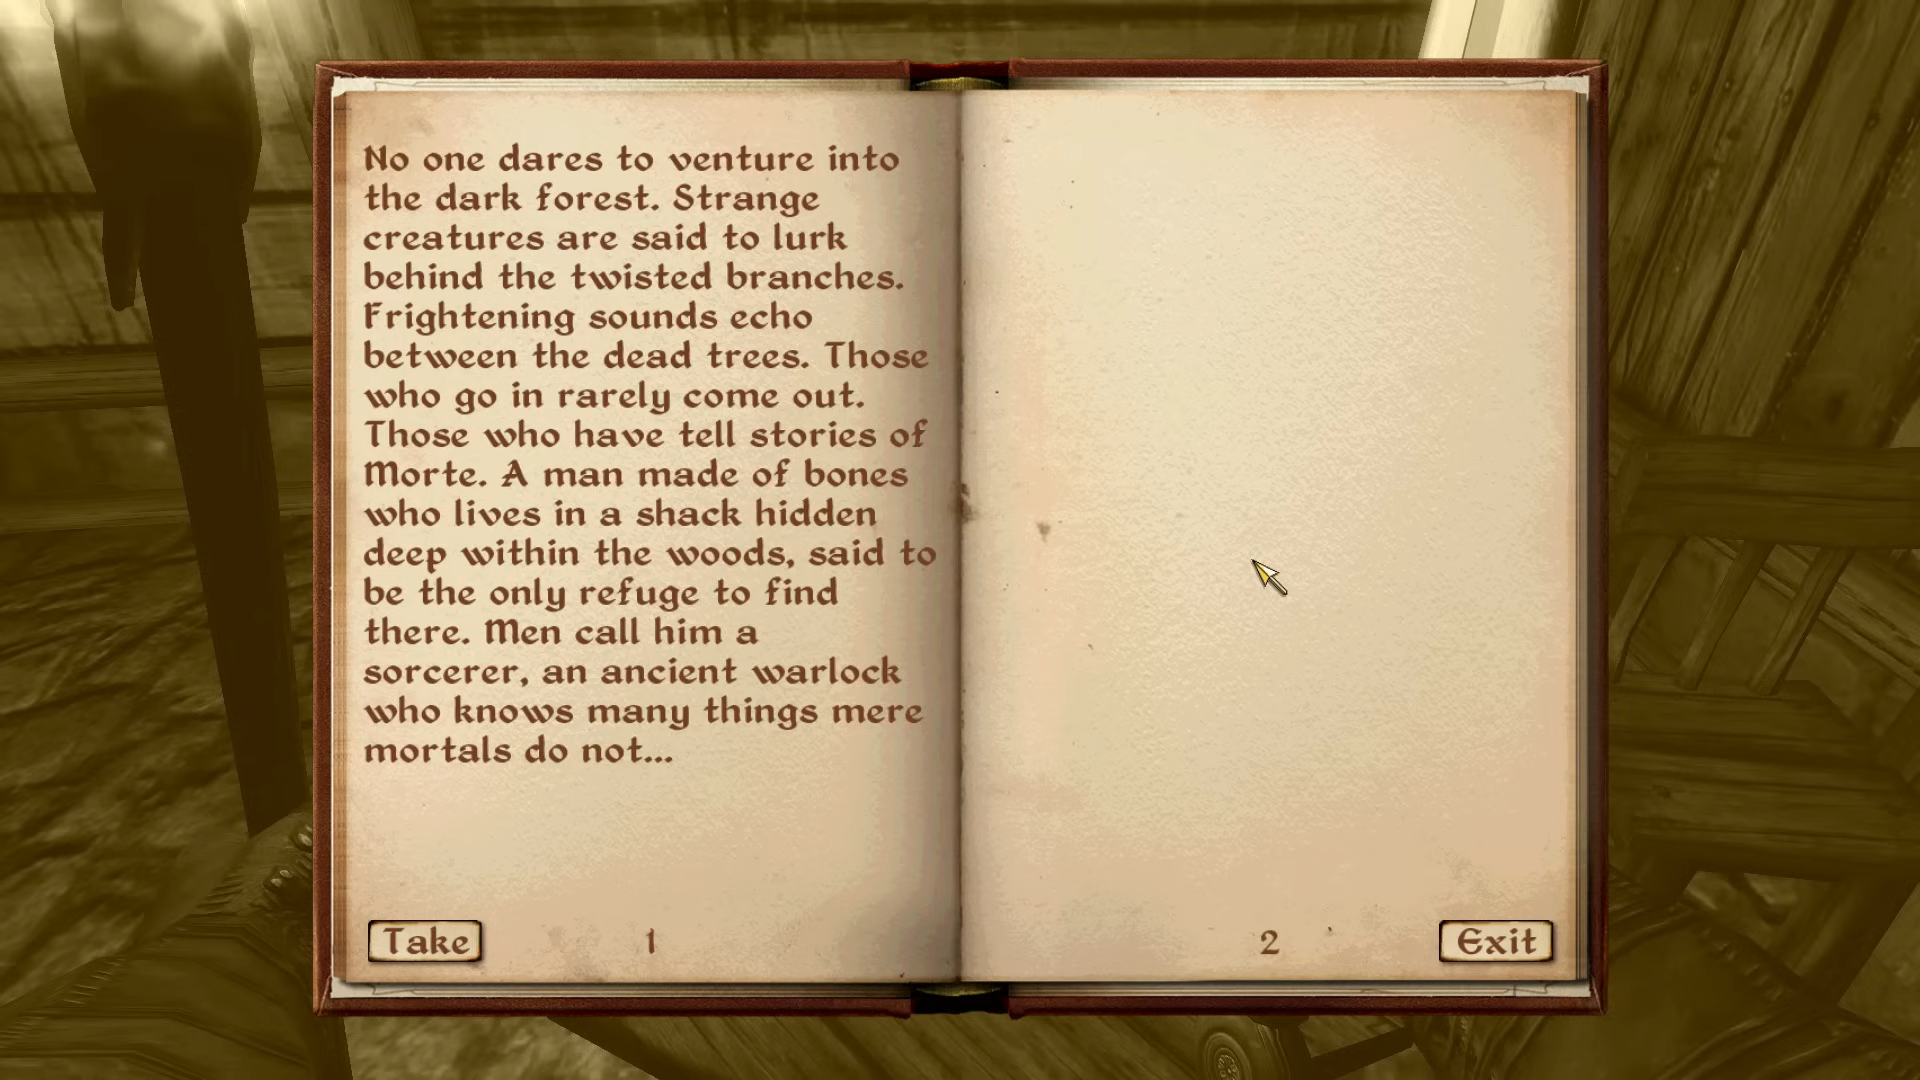 No one dares to venture into
the dark forest. Strange
creatures are said to lurk
behind the twisted branches.
Frightening sounds echo
between the dead trees. Those
who go in rarely come out.
Those who have tell stories of
Morte. A man made of bones
who lives in a shack hidden
deep within the woods, said to
be the only refuge to find
there. Men call him a
sorcerer, an ancient warlock
who knows many things mere
mortals do not...
Take
1
2
Exit